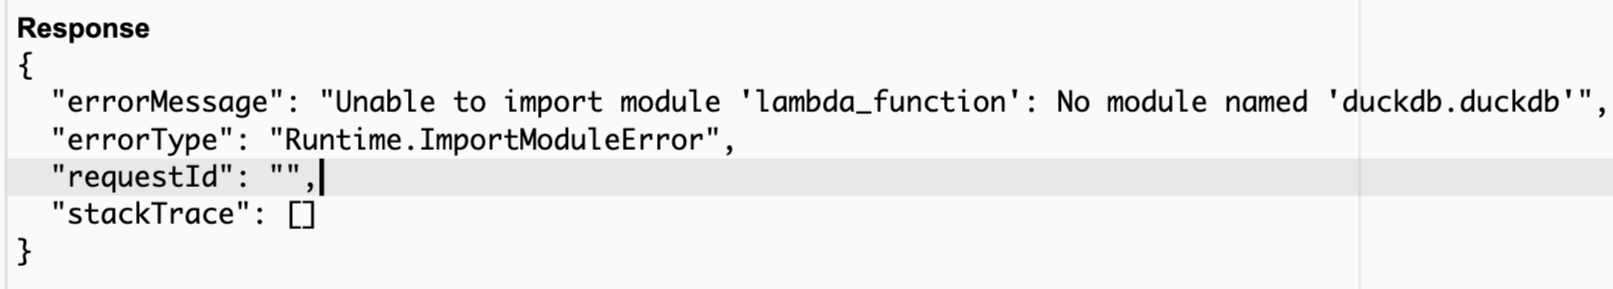 Response
{
  "errorMessage": "Unable to import module 'lambda_function': No module named 'duckdb.duckdb'",
  "errorType": "Runtime.ImportModuleError",
  "requestId": "",
  "stackTrace": []
}